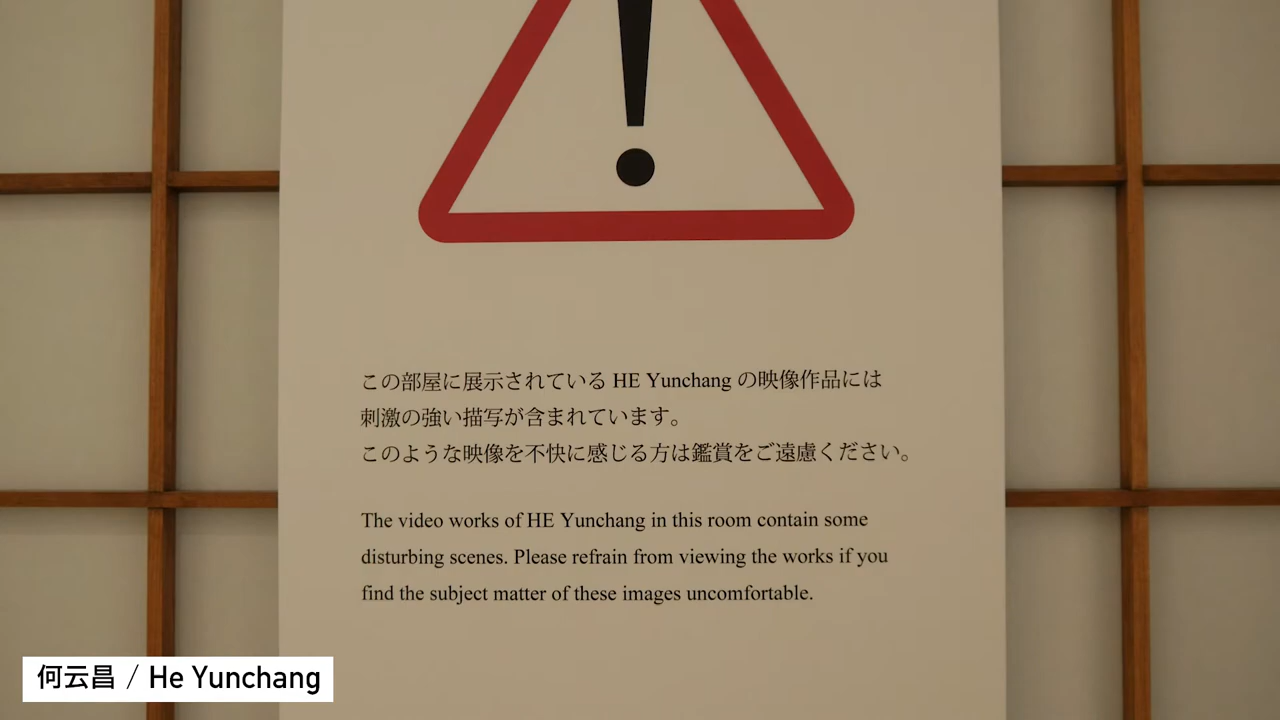 この部屋に展示されている HE Yunchang の映像作品には
刺激の強い描写が含まれています。
このような映像を不快に感じる方は鑑賞をご遠慮ください。
The video works of HE Yunchang in this room contain some
disturbing scenes. Please refrain from viewing the works if you
find the subject matter of these images uncomfortable.
何云昌 / He Yunchang